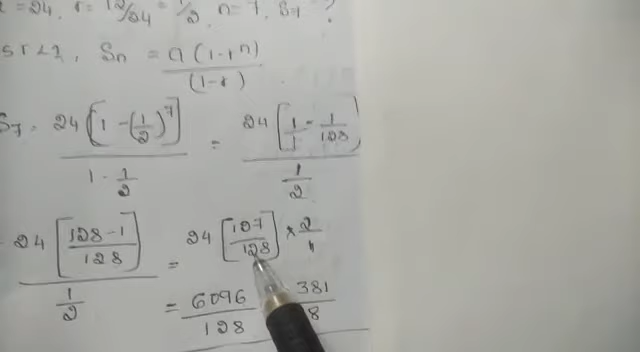 =24, r=12/24=1/2, n=7, S7=?
r<1, Sn = a(1-r^n)/(1-r)
S7 = 24[1-(1/2)^7]/(1-1/2) = 24[1/1-1/128]/(1/2)
24[(128-1)/128]/(1/2) = 24[127/128]×2/1
= 6096/128 381/8